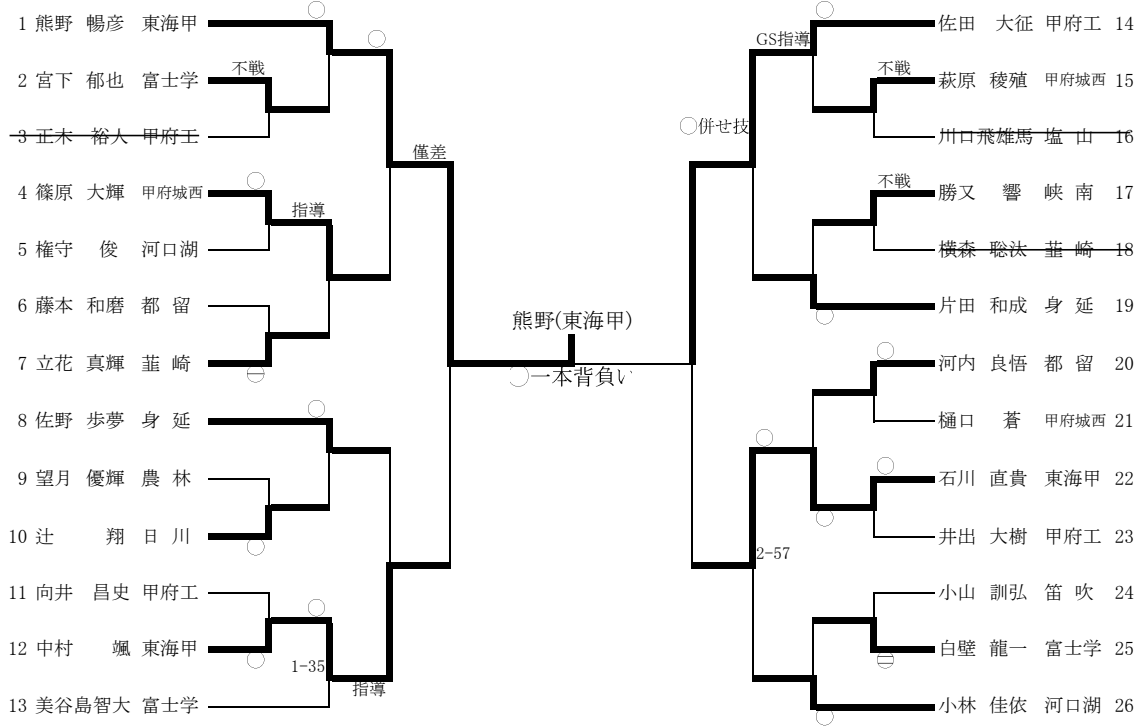 1 熊野 暢彦 東海甲
2 宮下 郁也 富士学
不戦
3 正木 裕人 甲府工
4 篠原 大輝 甲府城西
指導
5 権守 俊 河口湖
6 藤本 和磨 都 留
7 立花 真輝 韮 崎
8 佐野 歩夢 身 延
9 望月 優輝 農 林
10 辻 翔 日 川
11 向井 昌史 甲府工
12 中村 颯 東海甲
1-35
指導
13 美谷島智大 富士学
僅差
熊野(東海甲)
○一本背負い
○併せ技
GS指導
2-57
佐田 大征 甲府工 14
不戦
萩原 稜殖 甲府城西 15
川口飛雄馬 塩 山 16
不戦
勝又 響 峡 南 17
横森 聡汰 韮 崎 18
片田 和成 身 延 19
河内 良悟 都 留 20
樋口 蒼 甲府城西 21
石川 直貴 東海甲 22
井出 大樹 甲府工 23
小山 訓弘 笛 吹 24
白壁 龍一 富士学 25
小林 佳依 河口湖 26